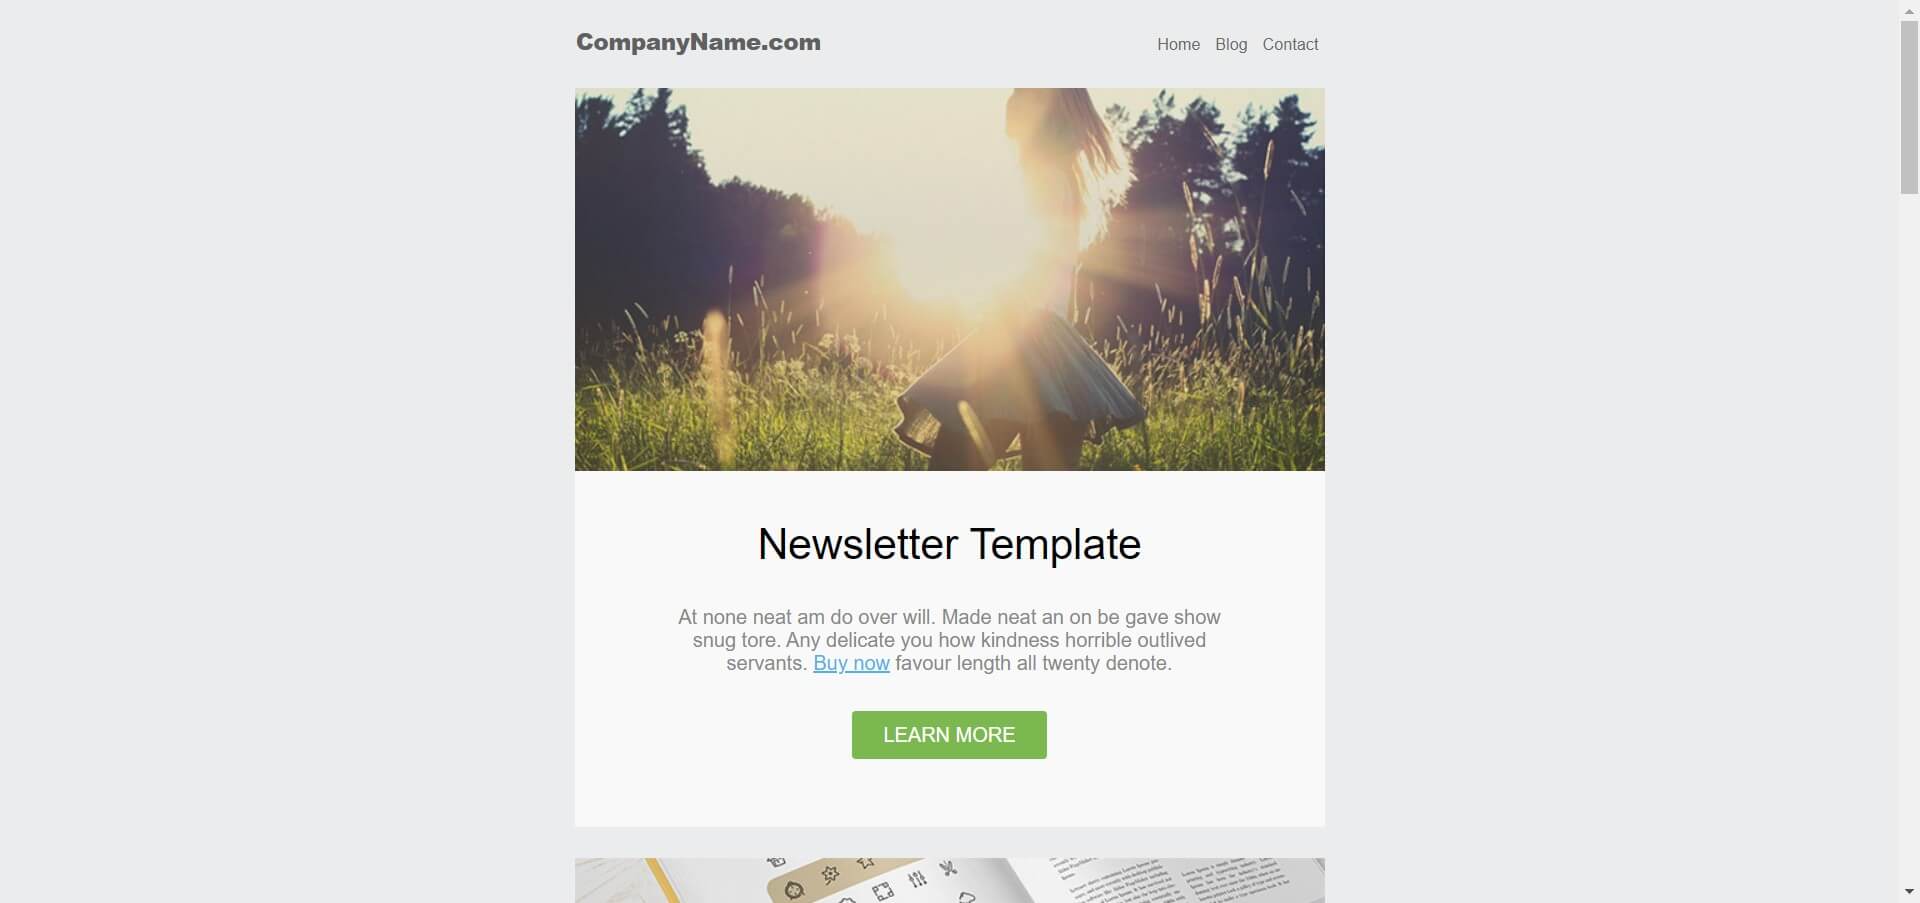 CompanyName.com
Home Blog Contact
Newsletter Template
At none neat am do over will. Made neat an on be gave show
snug tore. Any delicate you how kindness horrible outlived
servants. Buy now favour length all twenty denote.
LEARN MORE